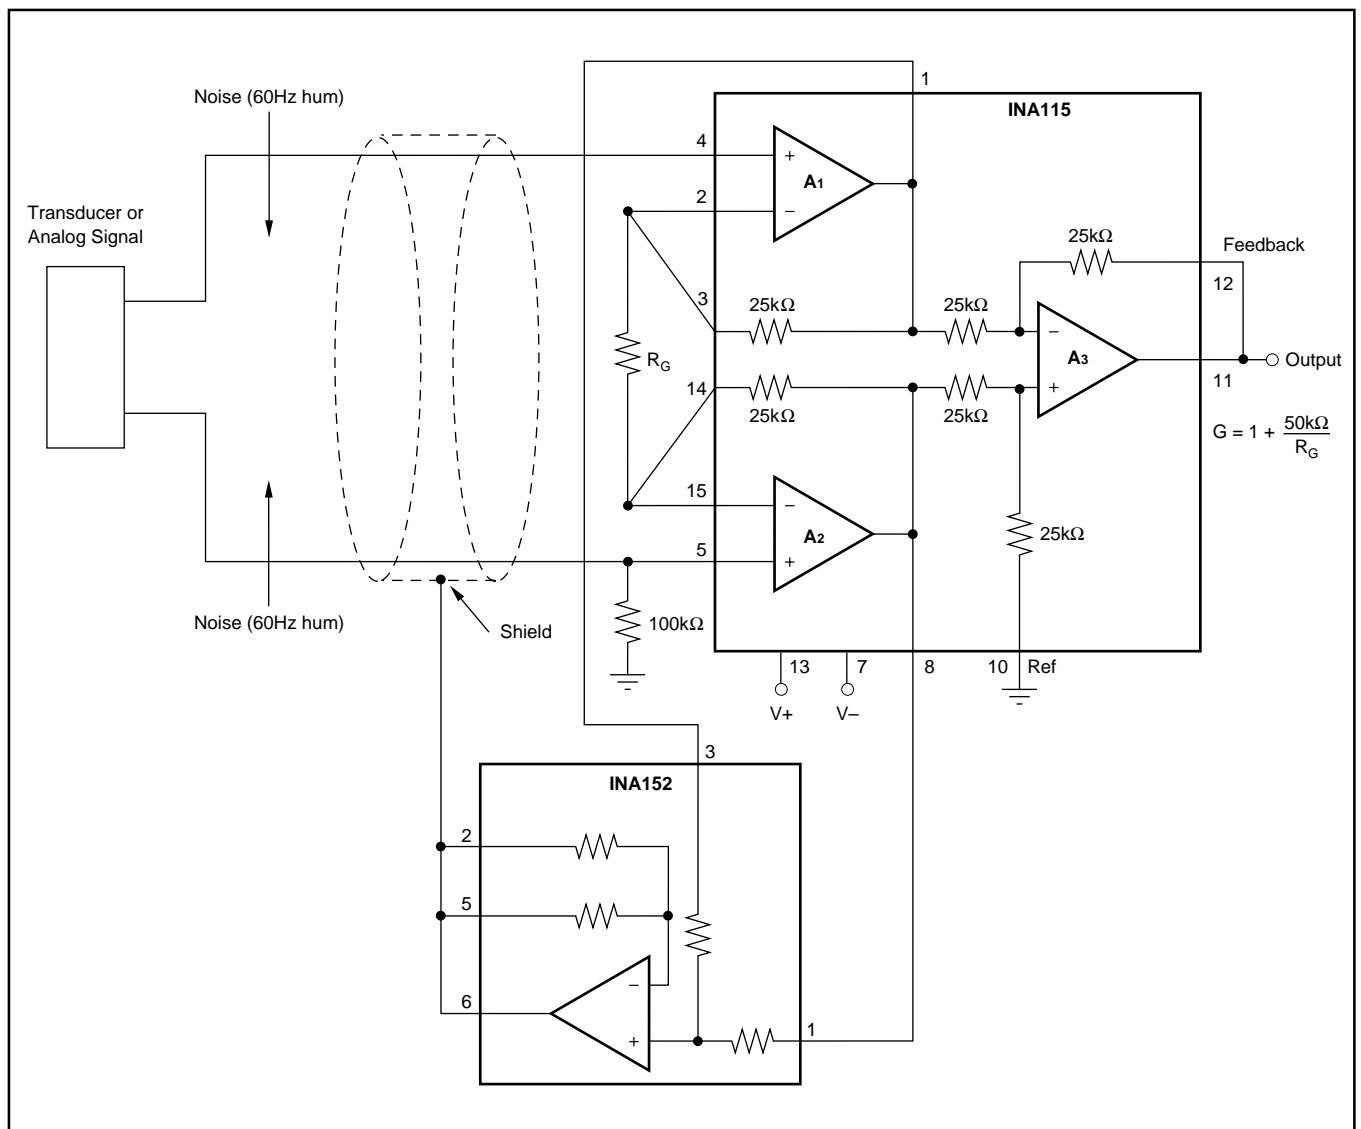 Noise (60Hz hum)
1
INA115
4
+
A1
2
−
Transducer or
Analog Signal
25kΩ
Feedback
12
3
25kΩ
25kΩ
−
RG
A3
Output
14
+
11
25kΩ
25kΩ
G = 1 + 50kΩ
RG
15
−
A2
25kΩ
5
+
Noise (60Hz hum)
Shield
100kΩ
13
7
8
10
Ref
V+
V−
3
INA152
2
5
−
6
+
1